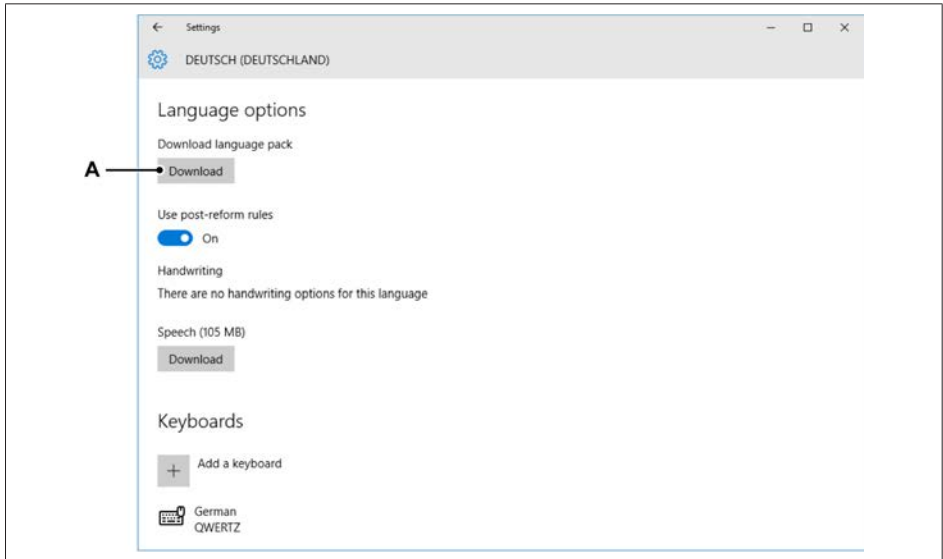 Settings
DEUTSCH (DEUTSCHLAND)
Language options
Download language pack
A
Download
Use post-reform rules
On
Handwriting
There are no handwriting options for this language
Speech (105 MB)
Download
Keyboards
Add a keyboard
German
QWERTZ